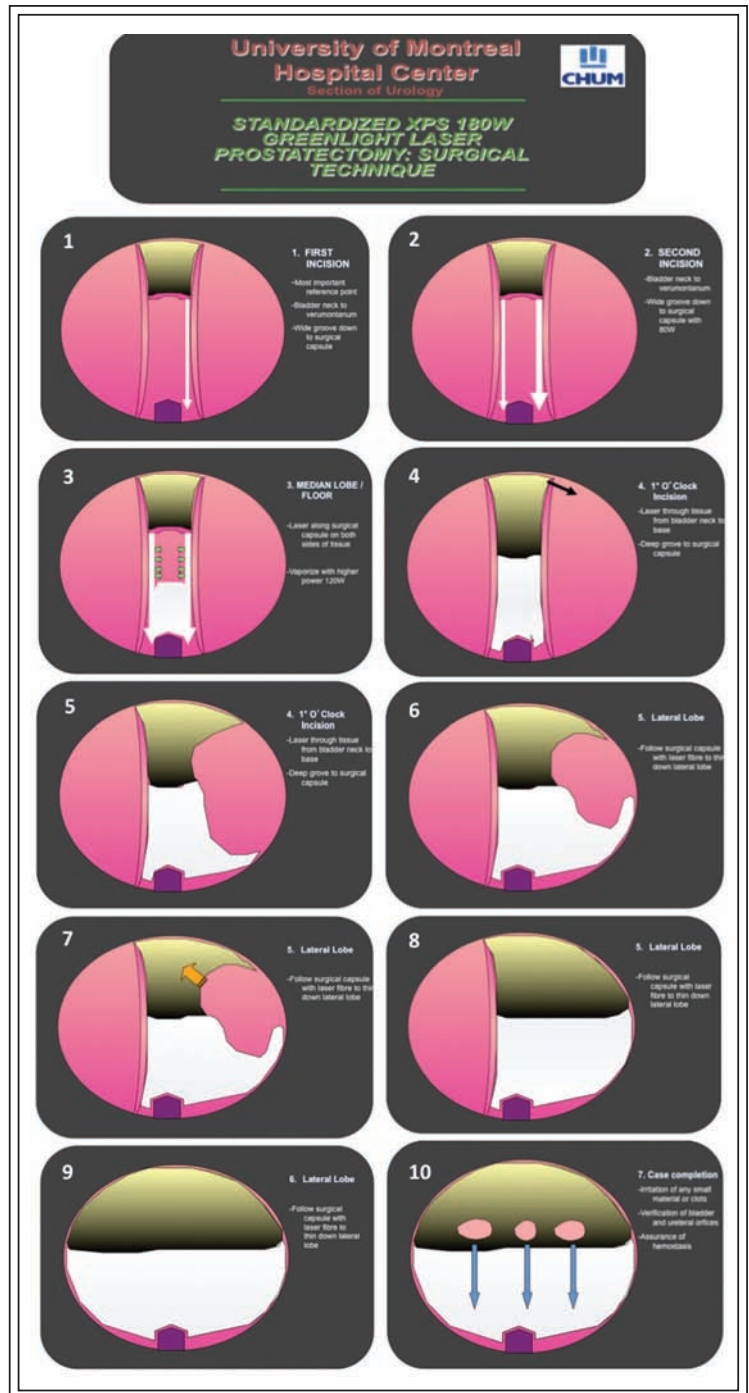 University of Montreal
Hospital Center
Section of Urology
CHUM
STANDARDIZED XPS 180W
GREENLIGHT LASER
PROSTATECTOMY: SURGICAL
TECHNIQUE
1
1. FIRST
INCISION
-Most important
reference point
-Bladder neck to
verumontanum
-Wide groove down
to surgical
capsule
2
2. SECOND
INCISION
-Bladder neck to
verumontanum
-Wide groove down
to surgical
capsule with
80W
3
3. MEDIAN LOBE /
FLOOR
-Laser along surgical
capsule on both
sides of tissue
-Vaporize with higher
power 120W
4
4. 1" O' Clock
Incision
-Laser through tissue
from bladder neck to
base
-Deep grove to surgical
capsule
5
4. 1" O' Clock
Incision
-Laser through tissue
from bladder neck to
base
-Deep grove to surgical
capsule
6
5. Lateral Lobe
-Follow surgical capsule
with laser fibre to thin
down lateral lobe
7
5. Lateral Lobe
-Follow surgical capsule
with laser fibre to thin
down lateral lobe
8
5. Lateral Lobe
-Follow surgical
capsule with laser
fibre to thin down
lateral lobe
9
6. Lateral Lobe
-Follow surgical
capsule with
laser fibre to
thin down lateral
lobe
10
7. Case completion
-Irritation of any small
material or clots
-Verification of bladder
and ureteral orifices
-Assurance of
hemostasis